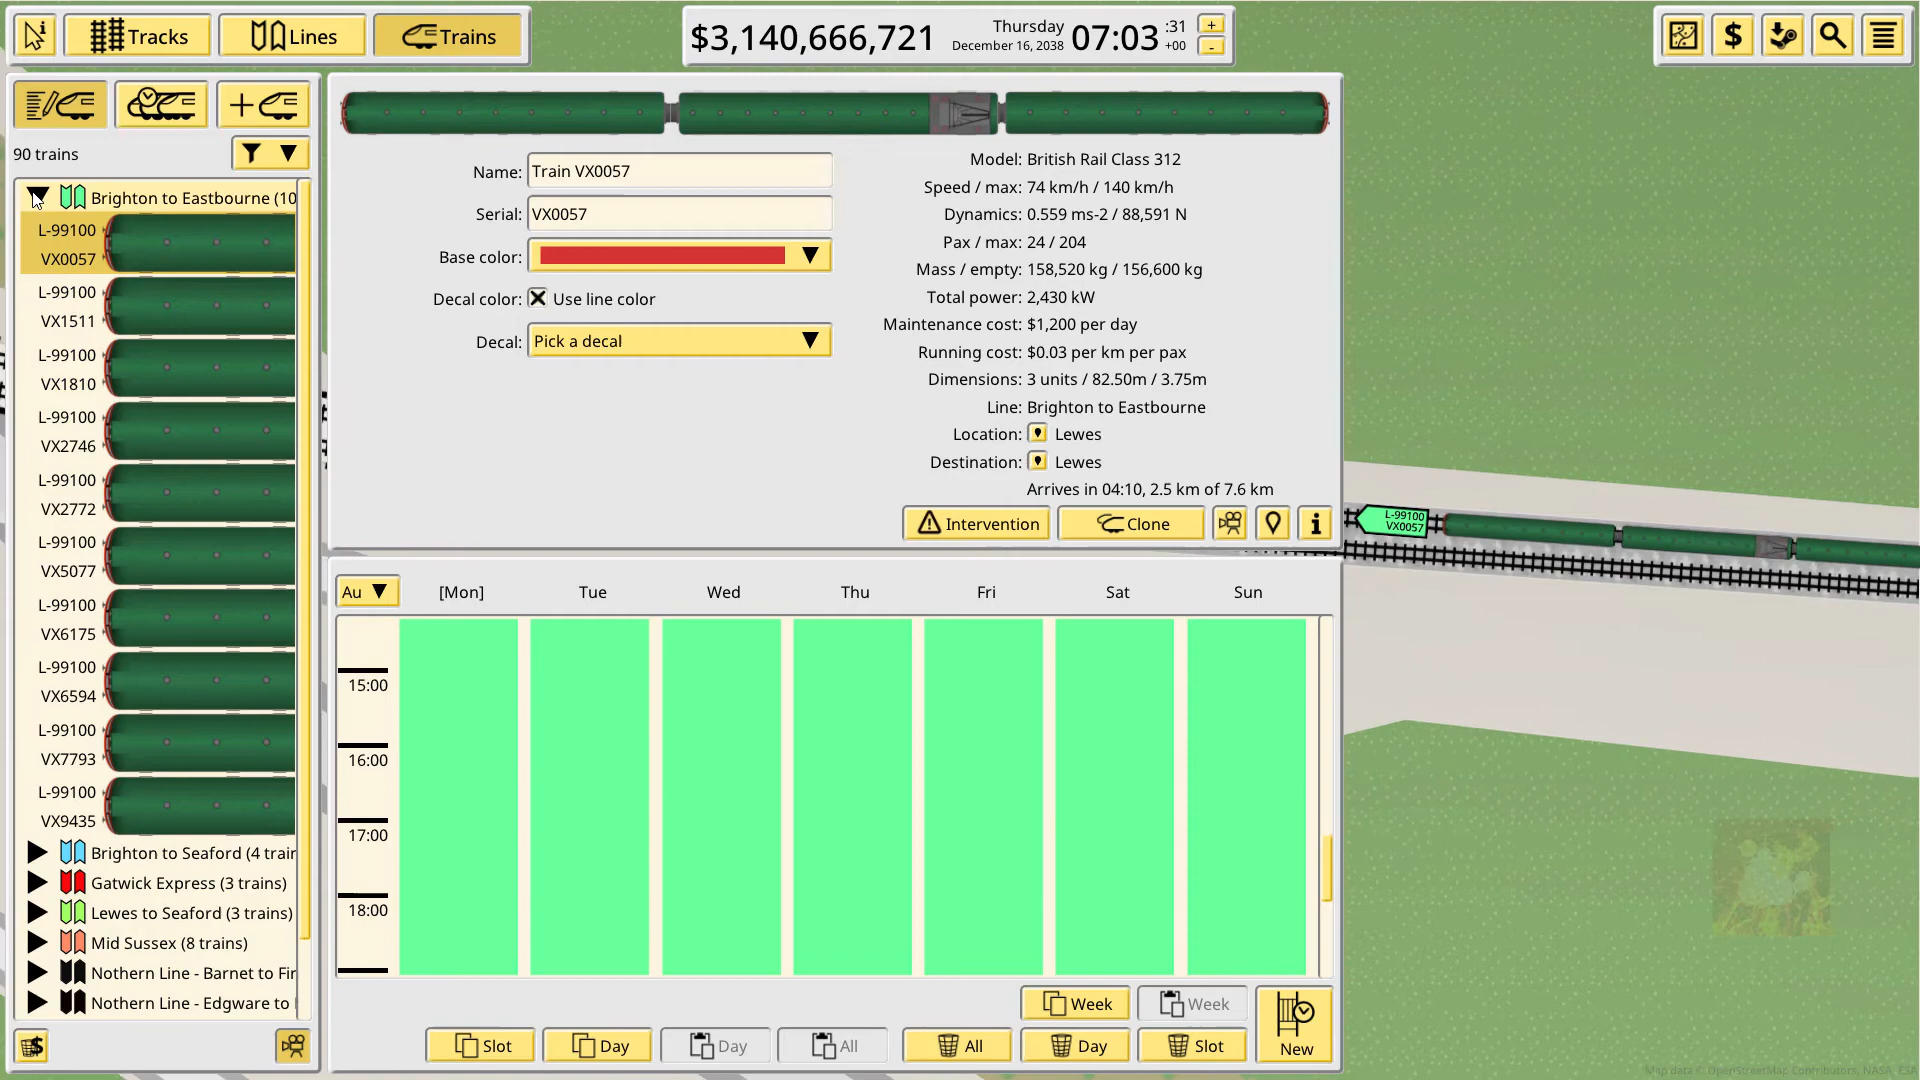 Tracks
Lines
Trains
$3,140,666,721
Thursday
December 16, 2038
07:03
:31
+00
+
-
$
90 trains
Brighton to Eastbourne (10
L-99100
VX0057
L-99100
VX1511
L-99100
VX1810
L-99100
VX2746
L-99100
VX2772
L-99100
VX5077
L-99100
VX6175
L-99100
VX6594
L-99100
VX7793
L-99100
VX9435
Brighton to Seaford (4 train
Gatwick Express (3 trains)
Lewes to Seaford (3 trains)
Mid Sussex (8 trains)
Nothern Line - Barnet to Fin
Nothern Line - Edgware to
Name: Train VX0057
Serial: VX0057
Base color:
Decal color: Use line color
Decal: Pick a decal
Model: British Rail Class 312
Speed / max: 74 km/h / 140 km/h
Dynamics: 0.559 ms-2 / 88,591 N
Pax / max: 24 / 204
Mass / empty: 158,520 kg / 156,600 kg
Total power: 2,430 kW
Maintenance cost: $1,200 per day
Running cost: $0.03 per km per pax
Dimensions: 3 units / 82.50m / 3.75m
Line: Brighton to Eastbourne
Location: Lewes
Destination: Lewes
Arrives in 04:10, 2.5 km of 7.6 km
Intervention
Clone
i
L-99100
VX0057
Au
[Mon]
Tue
Wed
Thu
Fri
Sat
Sun
15:00
16:00
17:00
18:00
Week
Week
Slot
Day
Day
All
All
Day
Slot
New
Map data © OpenStreetMap Contributors, NASA, ESA